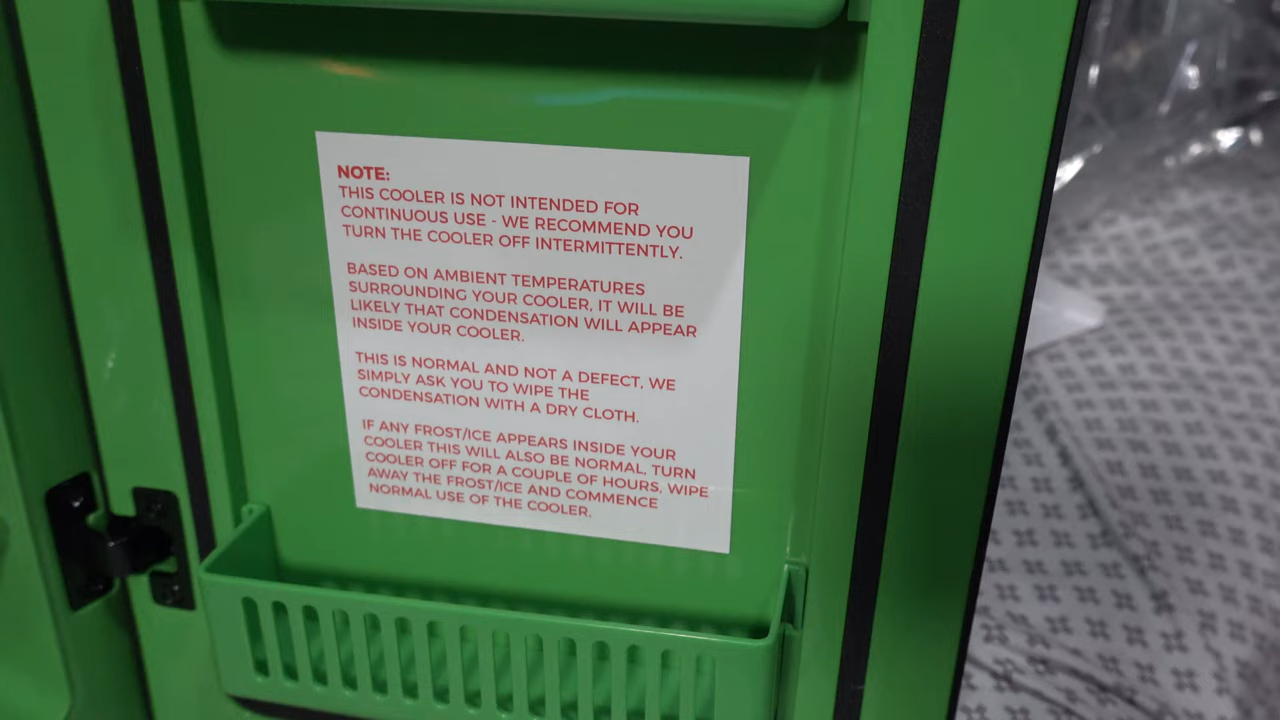 NOTE:
THIS COOLER IS NOT INTENDED FOR
CONTINUOUS USE - WE RECOMMEND YOU
TURN THE COOLER OFF INTERMITTENTLY.
BASED ON AMBIENT TEMPERATURES
SURROUNDING YOUR COOLER, IT WILL BE
LIKELY THAT CONDENSATION WILL APPEAR
INSIDE YOUR COOLER.
THIS IS NORMAL AND NOT A DEFECT, WE
SIMPLY ASK YOU TO WIPE THE
CONDENSATION WITH A DRY CLOTH.
IF ANY FROST/ICE APPEARS INSIDE YOUR
COOLER THIS WILL ALSO BE NORMAL, TURN
COOLER OFF FOR A COUPLE OF HOURS, WIPE
AWAY THE FROST/ICE AND COMMENCE
NORMAL USE OF THE COOLER.